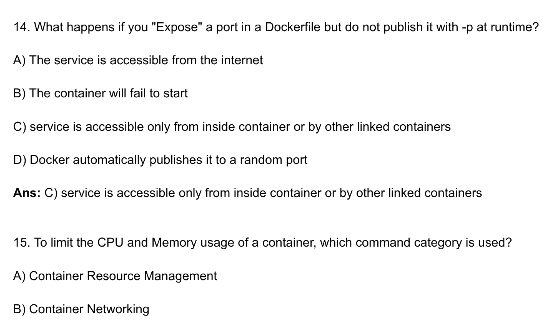 14. What happens if you "Expose" a port in a Dockerfile but do not publish it with -p at runtime?
A) The service is accessible from the internet
B) The container will fail to start
C) service is accessible only from inside container or by other linked containers
D) Docker automatically publishes it to a random port
Ans: C) service is accessible only from inside container or by other linked containers
15. To limit the CPU and Memory usage of a container, which command category is used?
A) Container Resource Management
B) Container Networking